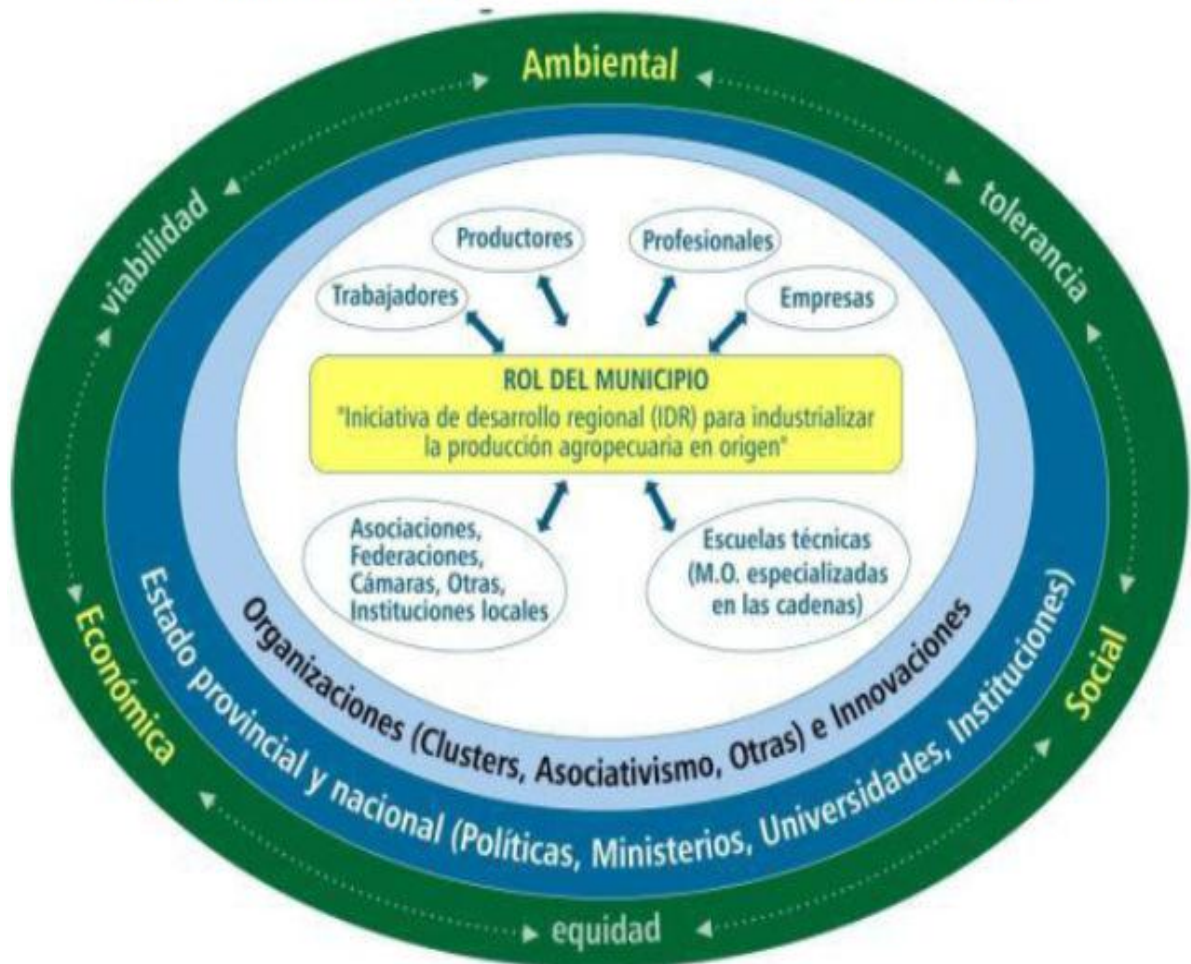 Ambiental
viabilidad
tolerancia
Productores
Profesionales
Trabajadores
Empresas
ROL DEL MUNICIPIO
"Iniciativa de desarrollo regional (IDR) para industrializar
la producción agropecuaria en origen"
Asociaciones,
Federaciones,
Cámaras, Otras,
Instituciones locales
Escuelas técnicas
(M.O. especializadas
en las cadenas)
Organizaciones (Clusters, Asociativismo, Otras) e Innovaciones
Estado provincial y nacional (Políticas, Ministerios, Universidades, Instituciones)
Económica
Social
equidad